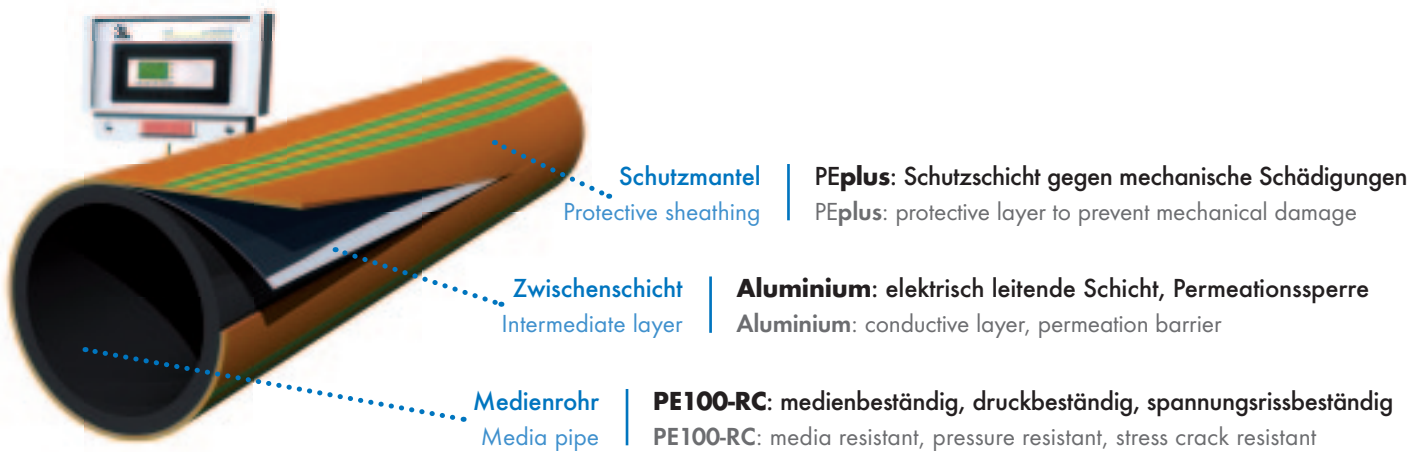 Schutzmantel
Protective sheathing
PEplus: Schutzschicht gegen mechanische Schädigungen
PEplus: protective layer to prevent mechanical damage
Zwischenschicht
Intermediate layer
Aluminium: elektrisch leitende Schicht, Permeationssperre
Aluminium: conductive layer, permeation barrier
Medienrohr
Media pipe
PE100-RC: medienbeständig, druckbeständig, spannungsrissbeständig
PE100-RC: media resistant, pressure resistant, stress crack resistant